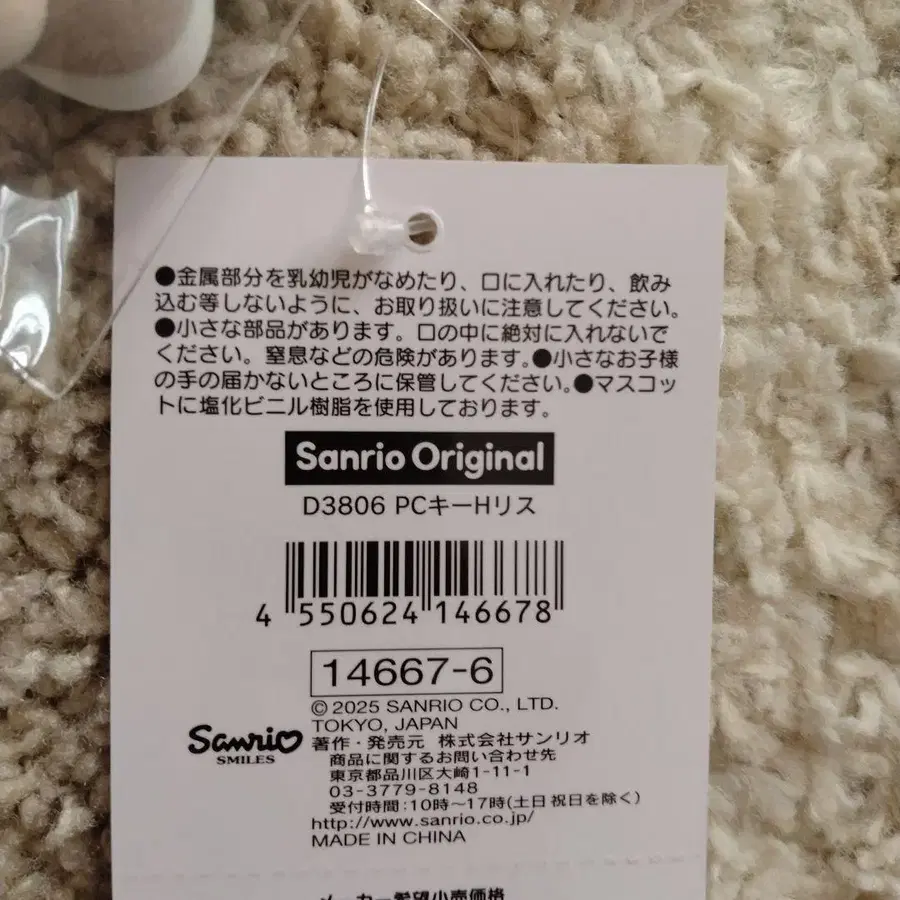 ●金属部分を乳幼児がなめたり、口に入れたり、飲み
込む等しないように、お取り扱いに注意してください。
●小さな部品があります。口の中に絶対に入れないで
ください。窒息などの危険があります。●小さなお子様
の手の届かないところに保管してください。●マスコッ
トに塩化ビニル樹脂を使用しております。
Sanrio Original
D3806 PCキーHリス
4 550624 146678
14667-6
© 2025 SANRIO CO., LTD.
TOKYO, JAPAN
Sanrio
SMILES
著作・発売元 株式会社サンリオ
商品に関するお問い合わせ先
東京都品川区大崎1-11-1
03-3779-8148
受付時間:10時〜17時(土日祝日を除く)
http://www.sanrio.co.jp/
MADE IN CHINA
メーカー希望小売価格